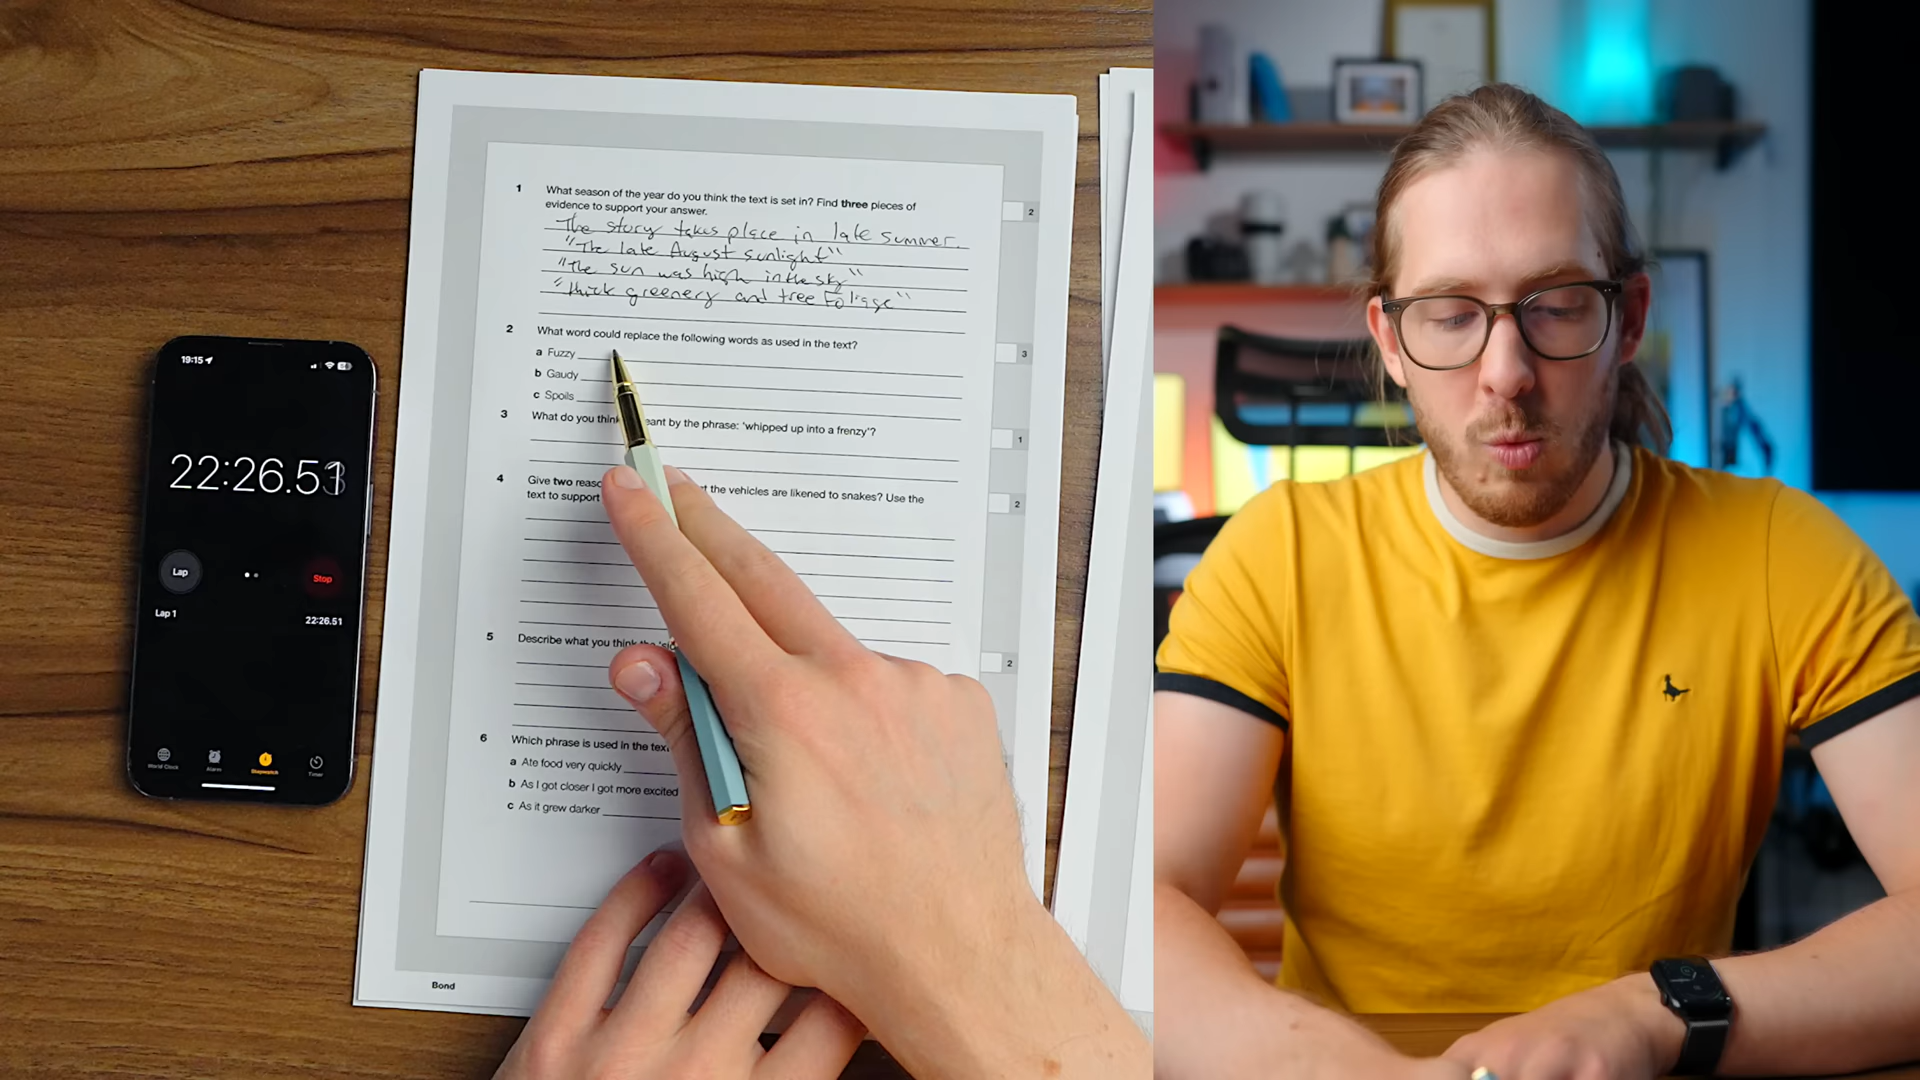 19:15
22:26.51
Lap
Stop
Lap 1
22:26.51
World Clock
Alarm
Stopwatch
Timer
1 What season of the year do you think the text is set in? Find three pieces of
evidence to support your answer.
2
The story takes place in late summer.
"The late August sunlight"
"The sun was high in the sky"
"thick greenery and tree foliage"
2 What word could replace the following words as used in the text?
3
a Fuzzy
b Gaudy
c Spoils
3 What do you think eant by the phrase: 'whipped up into a frenzy'?
1
4 Give two reaso t the vehicles are likened to snakes? Use the
text to support
2
5 Describe what you think
2
6 Which phrase is used in the text
a Ate food very quickly
b As I got closer I got more excited
c As it grew darker
Bond